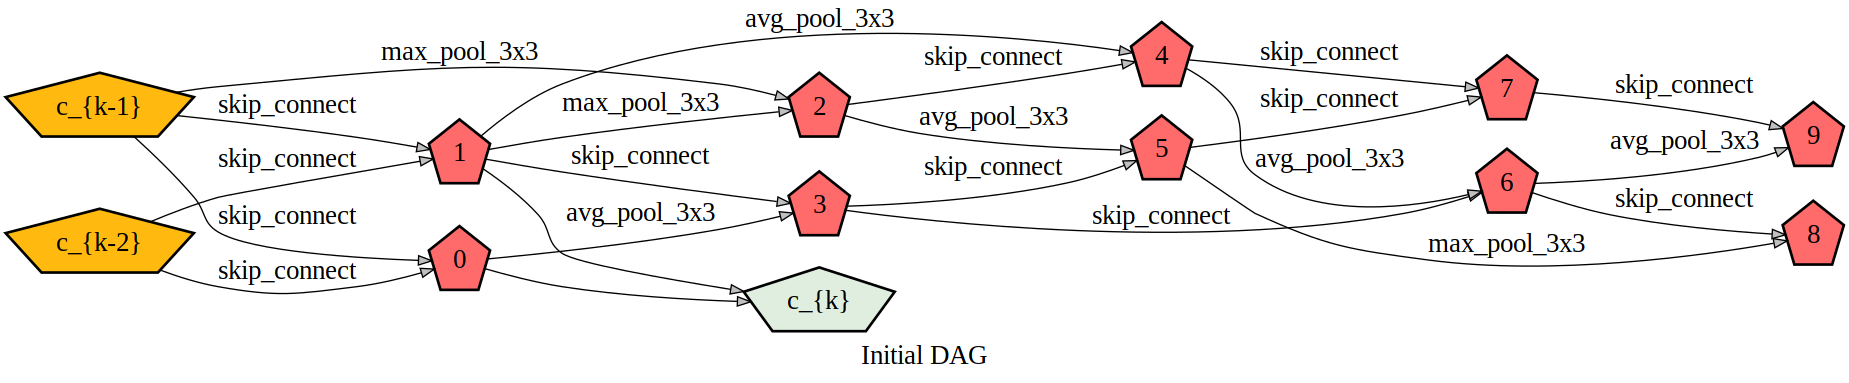 avg_pool_3x3
max_pool_3x3
skip_connect
skip_connect
4
skip_connect
7
skip_connect
c_{k-1}
skip_connect
max_pool_3x3
2
avg_pool_3x3
skip_connect
9
skip_connect
1
skip_connect
skip_connect
5
avg_pool_3x3
avg_pool_3x3
skip_connect
avg_pool_3x3
3
skip_connect
6
skip_connect
c_{k-2}
skip_connect
0
max_pool_3x3
8
c_{k}
Initial DAG